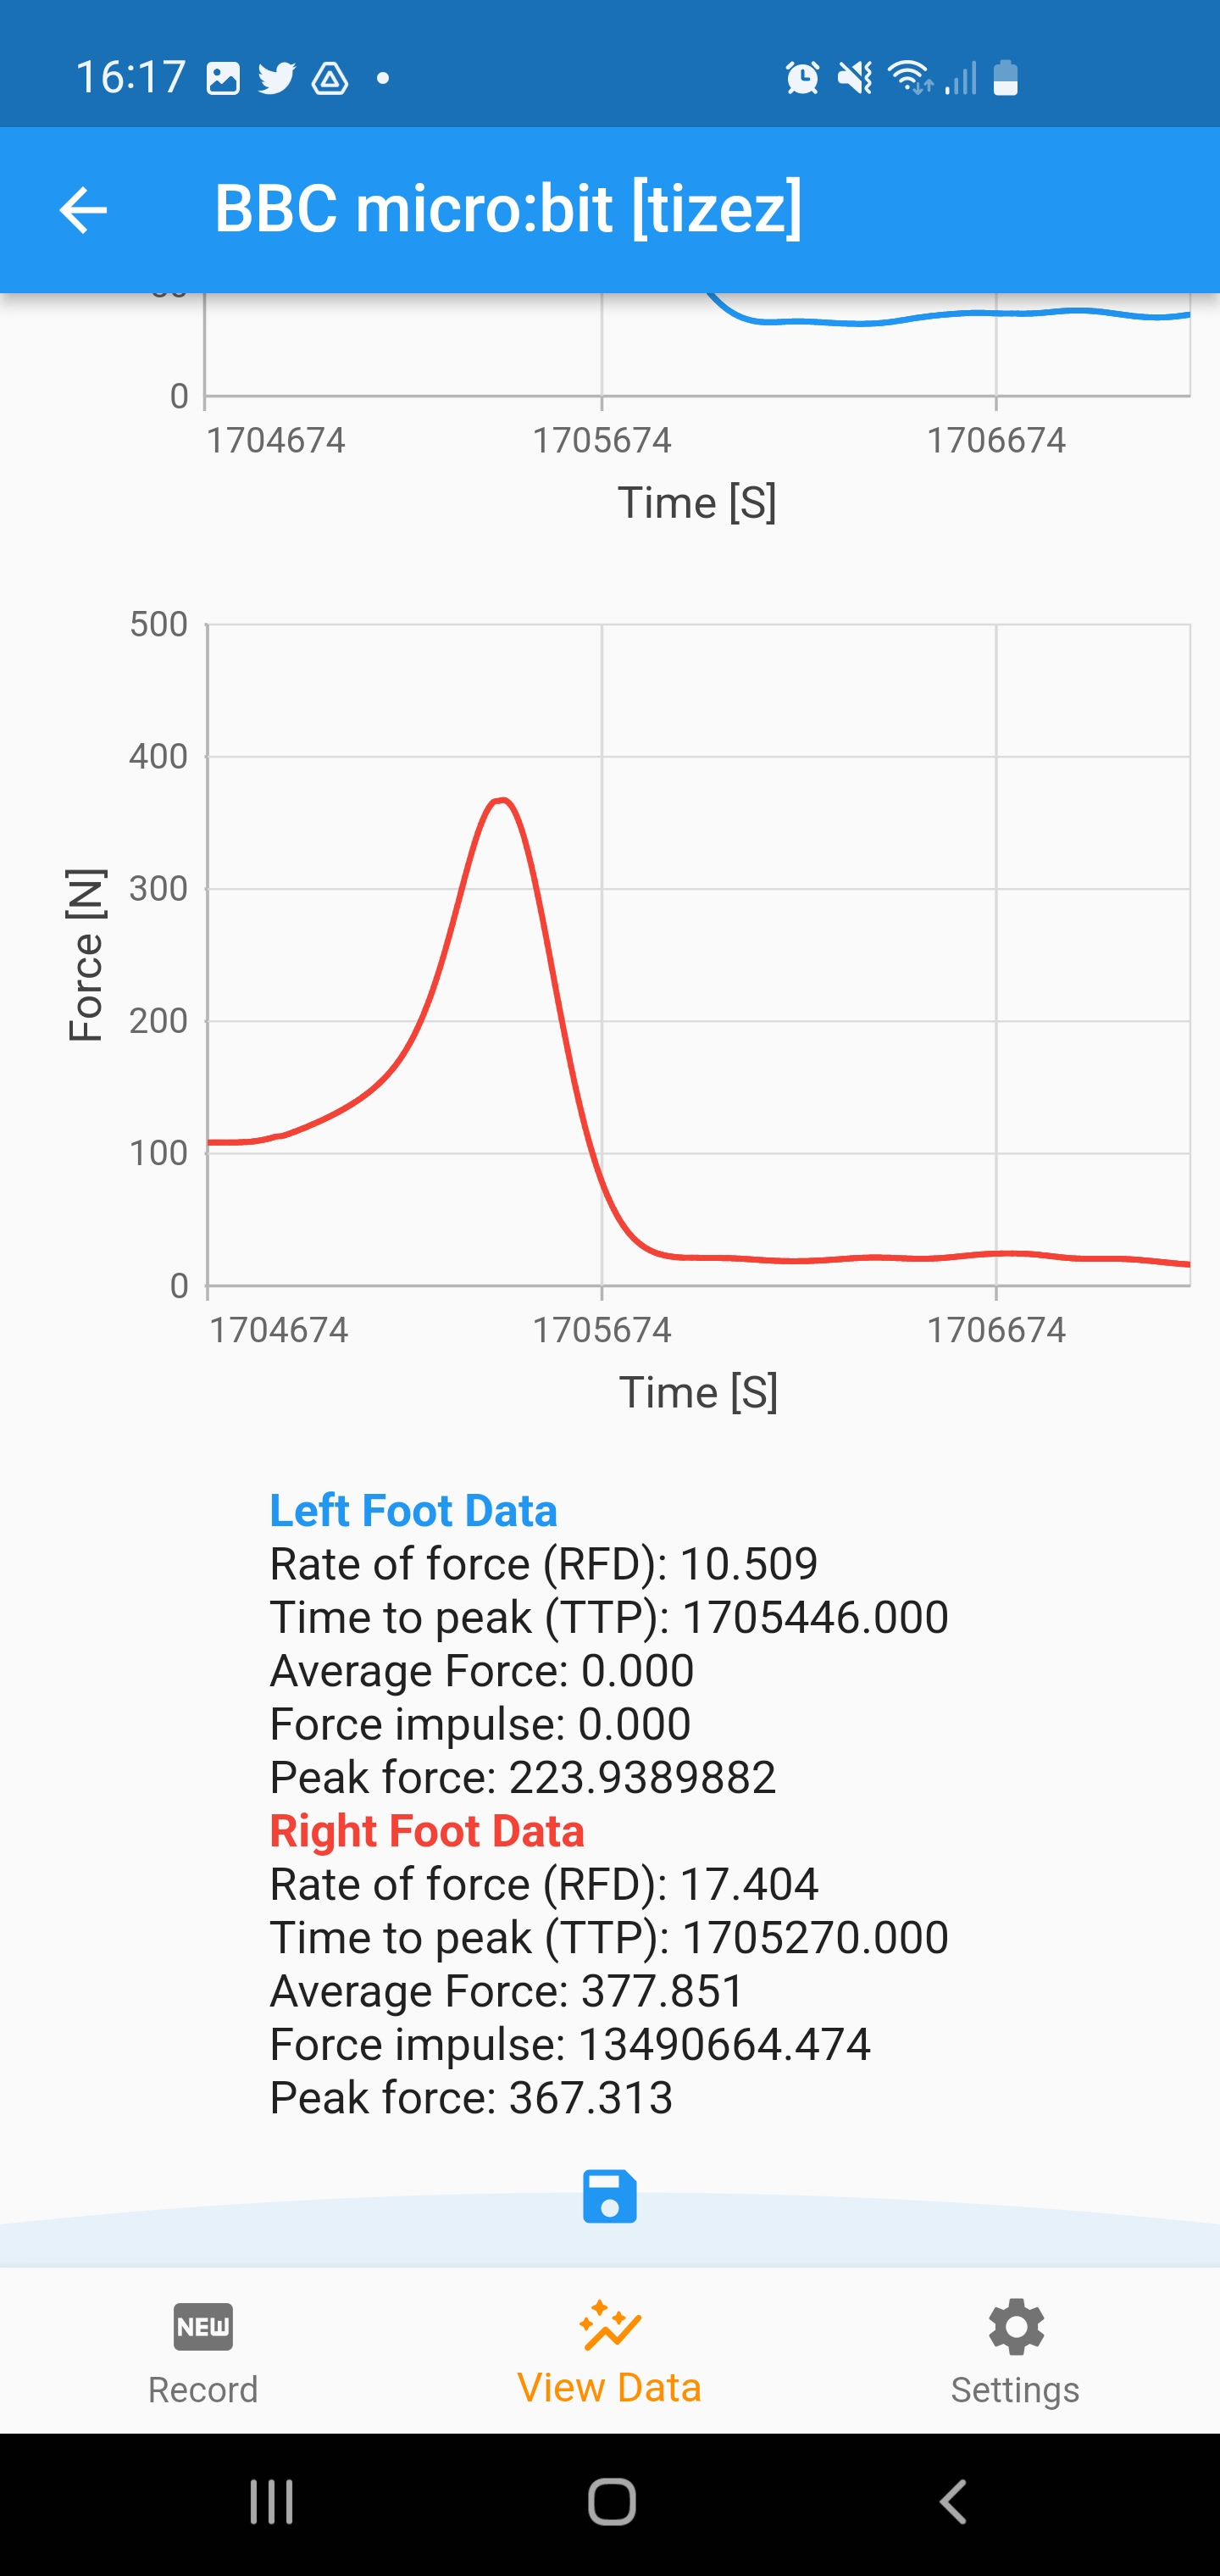 16:17
BBC micro:bit [tizez]
0
1704674 1705674 1706674
Time [S]
500
400
300
200
100
0
Force [N]
1704674 1705674 1706674
Time [S]
Left Foot Data
Rate of force (RFD): 10.509
Time to peak (TTP): 1705446.000
Average Force: 0.000
Force impulse: 0.000
Peak force: 223.9389882
Right Foot Data
Rate of force (RFD): 17.404
Time to peak (TTP): 1705270.000
Average Force: 377.851
Force impulse: 13490664.474
Peak force: 367.313
NEW
Record View Data Settings